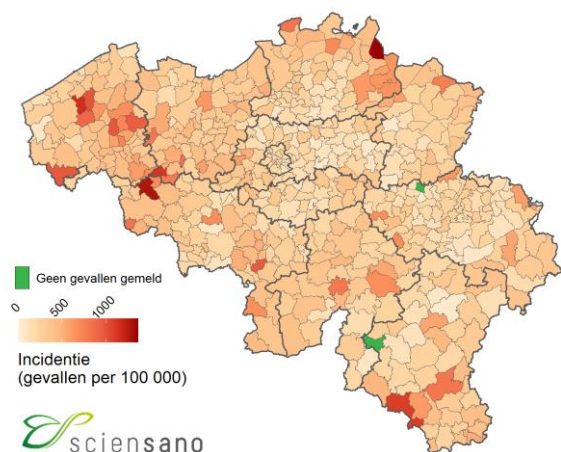 Geen gevallen gemeld
0 500 1000
Incidentie
(gevallen per 100 000)
sciensano